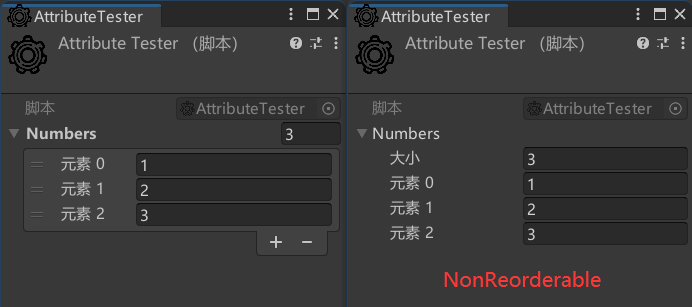 AttributeTester
Attribute Tester （脚本）
脚本 AttributeTester
Numbers 3
元素 0 1
元素 1 2
元素 2 3
AttributeTester
Attribute Tester （脚本）
脚本 AttributeTester
Numbers
大小 3
元素 0 1
元素 1 2
元素 2 3
NonReorderable